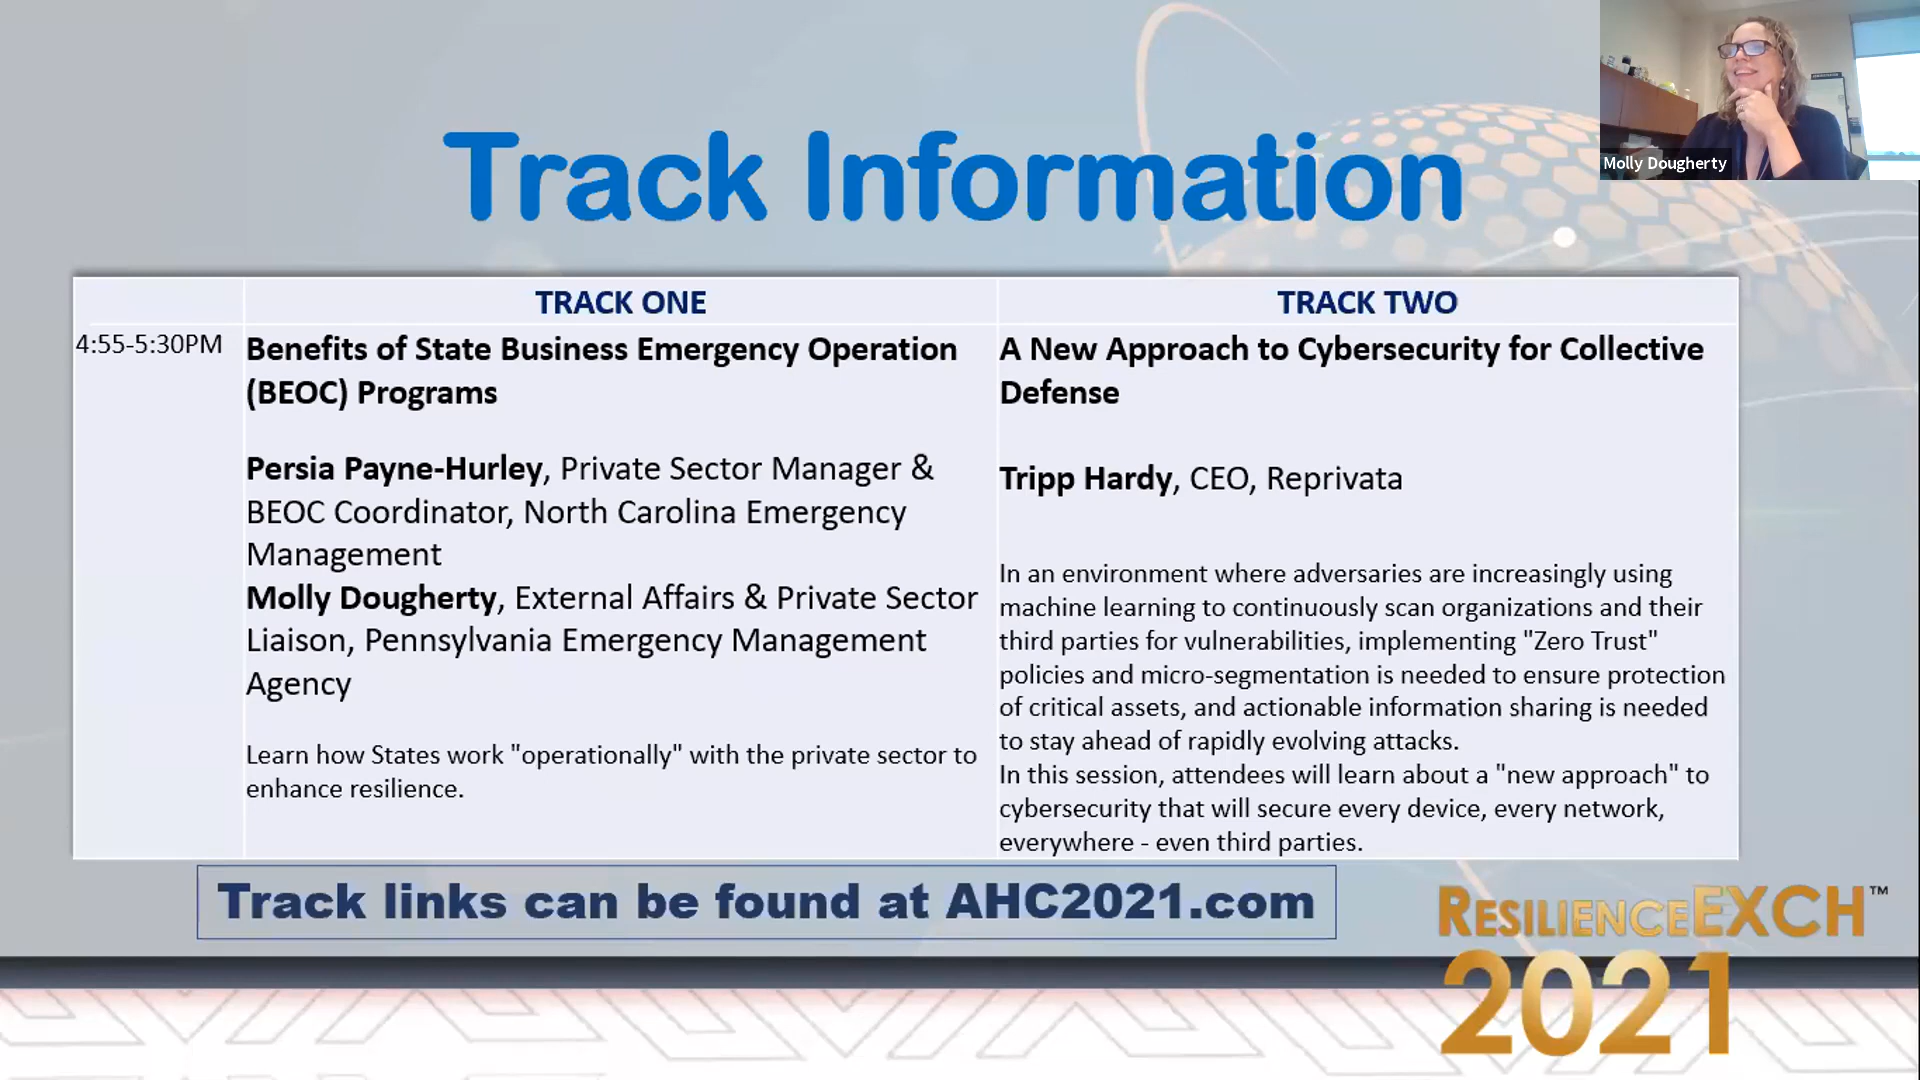 Molly Dougherty
Track Information
TRACK ONE
TRACK TWO
4:55-5:30PM
Benefits of State Business Emergency Operation
(BEOC) Programs
Persia Payne-Hurley, Private Sector Manager &
BEOC Coordinator, North Carolina Emergency
Management
Molly Dougherty, External Affairs & Private Sector
Liaison, Pennsylvania Emergency Management
Agency
Learn how States work "operationally" with the private sector to
enhance resilience.
A New Approach to Cybersecurity for Collective
Defense
Tripp Hardy, CEO, Reprivata
In an environment where adversaries are increasingly using
machine learning to continuously scan organizations and their
third parties for vulnerabilities, implementing "Zero Trust"
policies and micro-segmentation is needed to ensure protection
of critical assets, and actionable information sharing is needed
to stay ahead of rapidly evolving attacks.
In this session, attendees will learn about a "new approach" to
cybersecurity that will secure every device, every network,
everywhere - even third parties.
Track links can be found at AHC2021.com
RESILIENCEEXCH™
2021